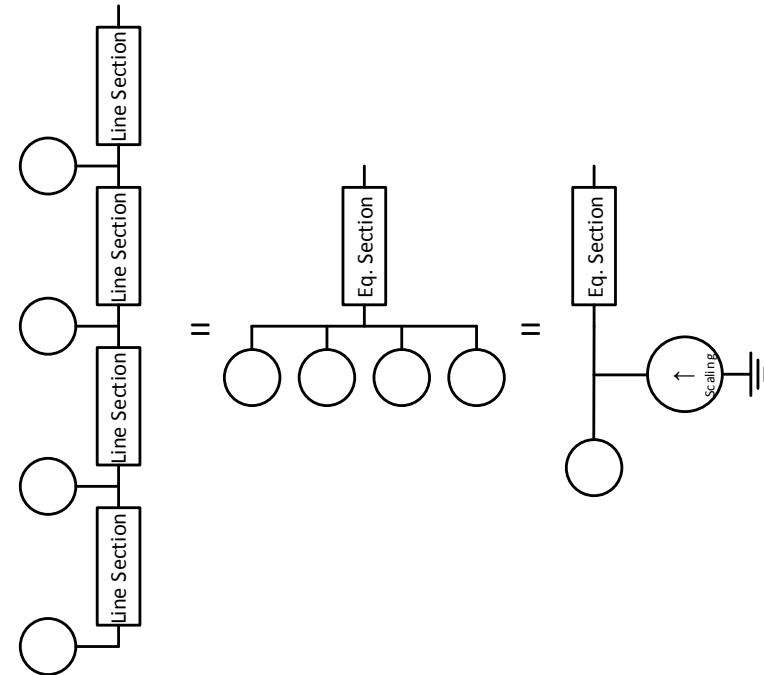 Line Section
Line Section
Line Section
Line Section
=
Eq. Section
=
Eq. Section
↑
Scaling